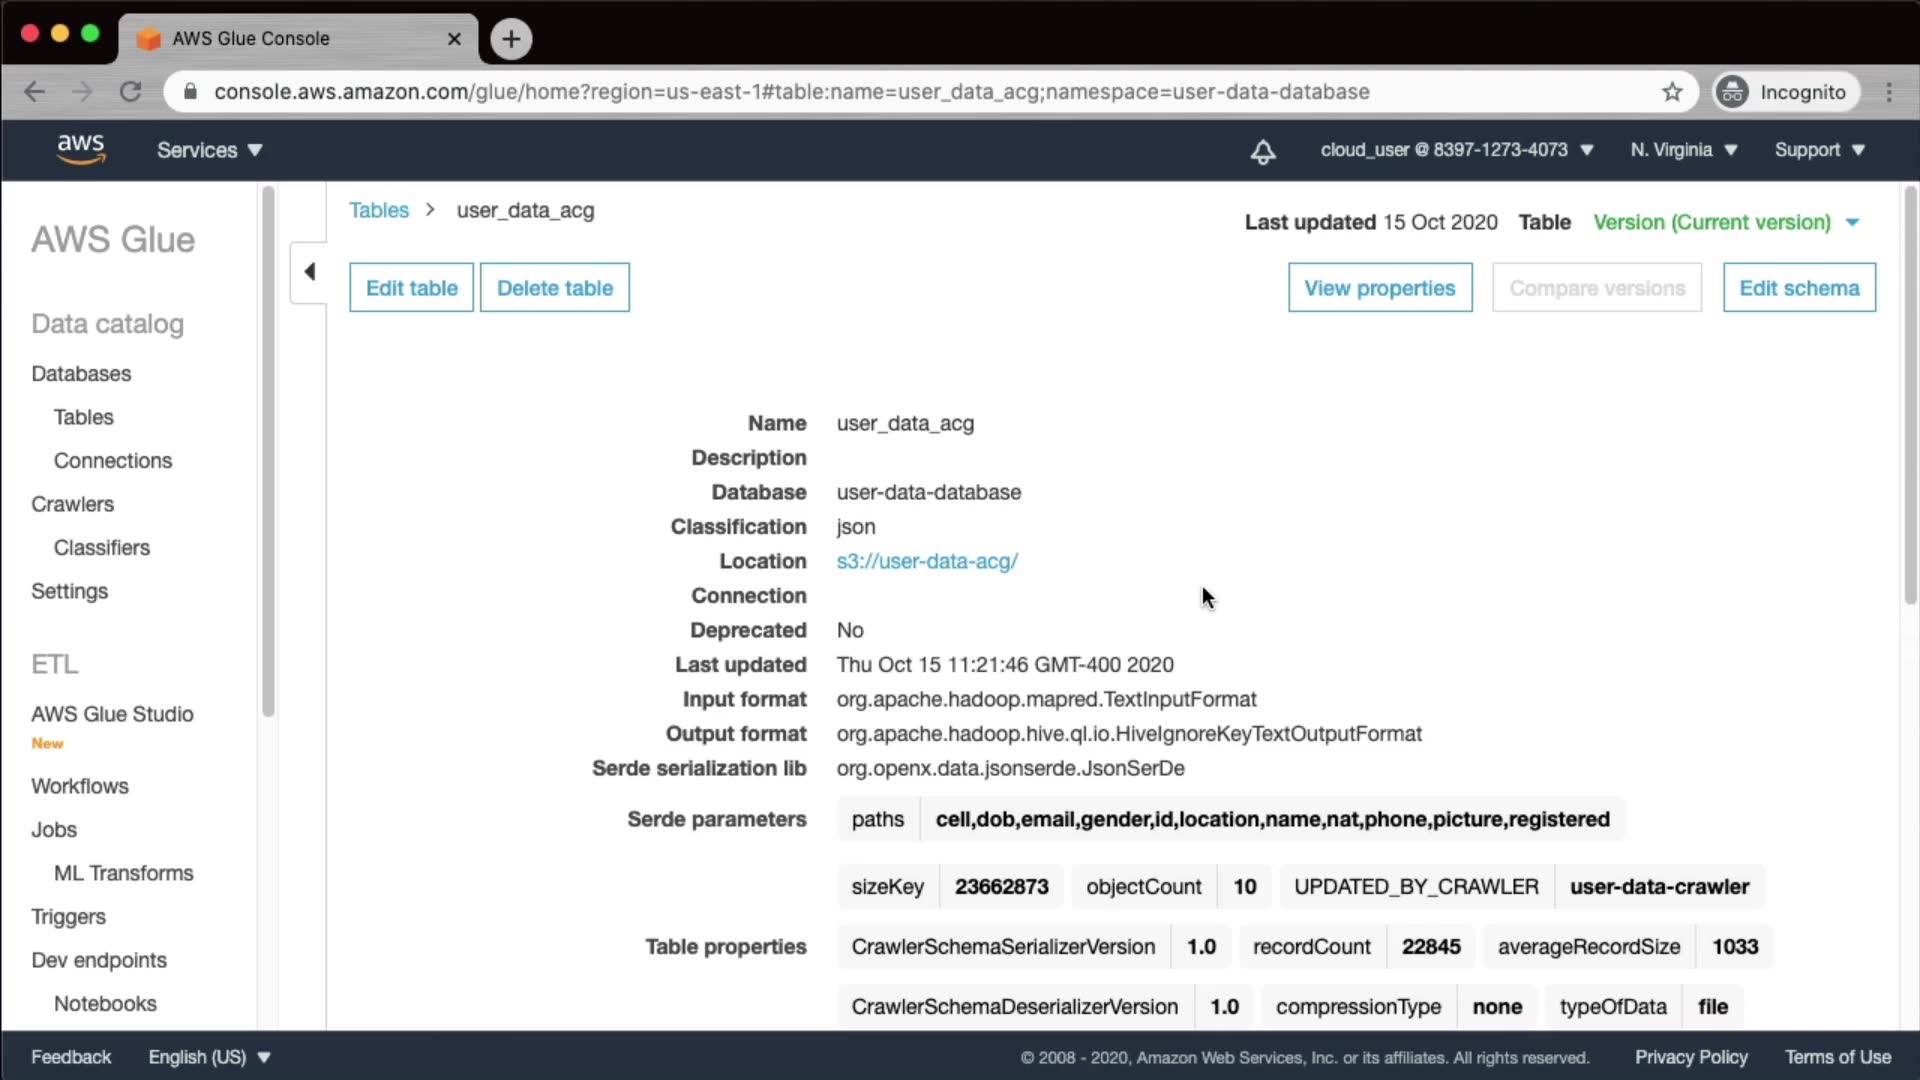 AWS Glue Console
console.aws.amazon.com/glue/home?region=us-east-1#table:name=user_data_acg;namespace=user-data-database
Incognito
aws
Services
cloud_user @ 8397-1273-4073
N. Virginia
Support
AWS Glue
Data catalog
Databases
Tables
Connections
Crawlers
Classifiers
Settings
ETL
AWS Glue Studio
New
Workflows
Jobs
ML Transforms
Triggers
Dev endpoints
Notebooks
Tables > user_data_acg
Last updated 15 Oct 2020 Table Version (Current version)
Edit table Delete table
View properties Compare versions Edit schema
Name user_data_acg
Description
Database user-data-database
Classification json
Location s3://user-data-acg/
Connection
Deprecated No
Last updated Thu Oct 15 11:21:46 GMT-400 2020
Input format org.apache.hadoop.mapred.TextInputFormat
Output format org.apache.hadoop.hive.ql.io.HiveIgnoreKeyTextOutputFormat
Serde serialization lib org.openx.data.jsonserde.JsonSerDe
Serde parameters paths cell,dob,email,gender,id,location,name,nat,phone,picture,registered
sizeKey 23662873 objectCount 10 UPDATED_BY_CRAWLER user-data-crawler
Table properties CrawlerSchemaSerializerVersion 1.0 recordCount 22845 averageRecordSize 1033
CrawlerSchemaDeserializerVersion 1.0 compressionType none typeOfData file
Feedback English (US)
© 2008 - 2020, Amazon Web Services, Inc. or its affiliates. All rights reserved. Privacy Policy Terms of Use